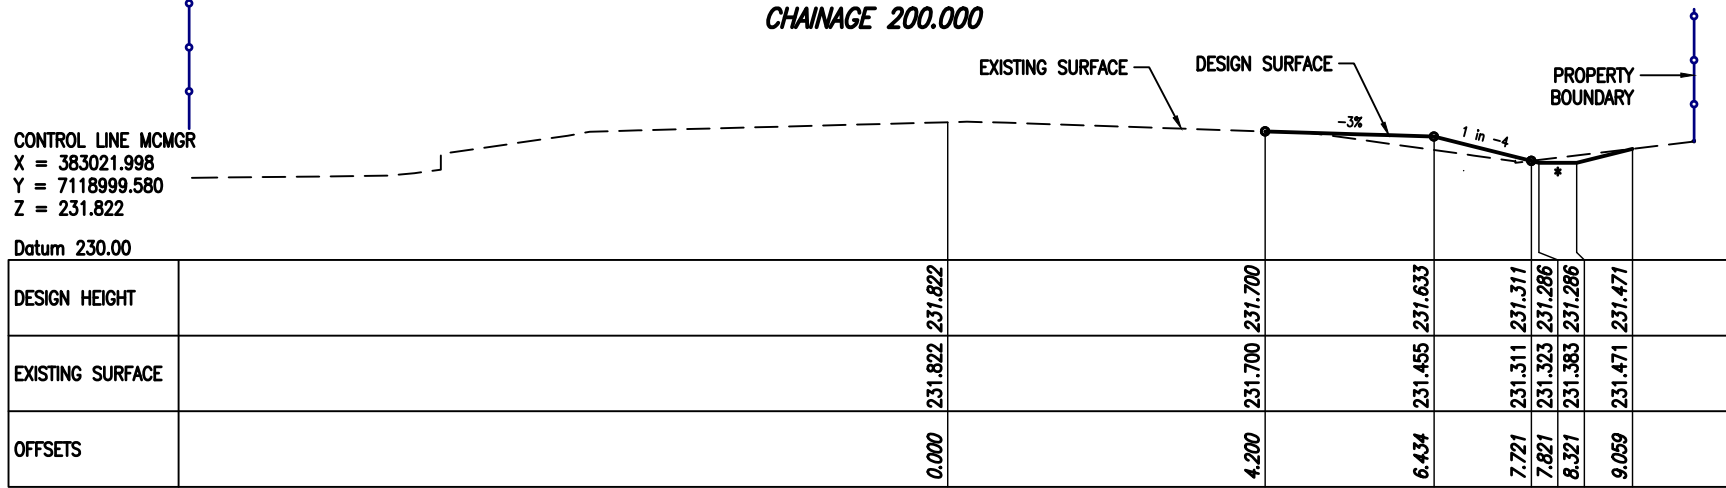 CHAINAGE 200.000
EXISTING SURFACE
DESIGN SURFACE
PROPERTY
BOUNDARY
-3%
1 in -4
*
CONTROL LINE MCMGR
X = 383021.998
Y = 7118999.580
Z = 231.822
Datum 230.00
DESIGN HEIGHT 231.822 231.700 231.633 231.311 231.286 231.286 231.471
EXISTING SURFACE 231.822 231.700 231.455 231.311 231.323 231.383 231.471
OFFSETS 0.000 4.200 6.434 7.721 7.821 8.321 9.059